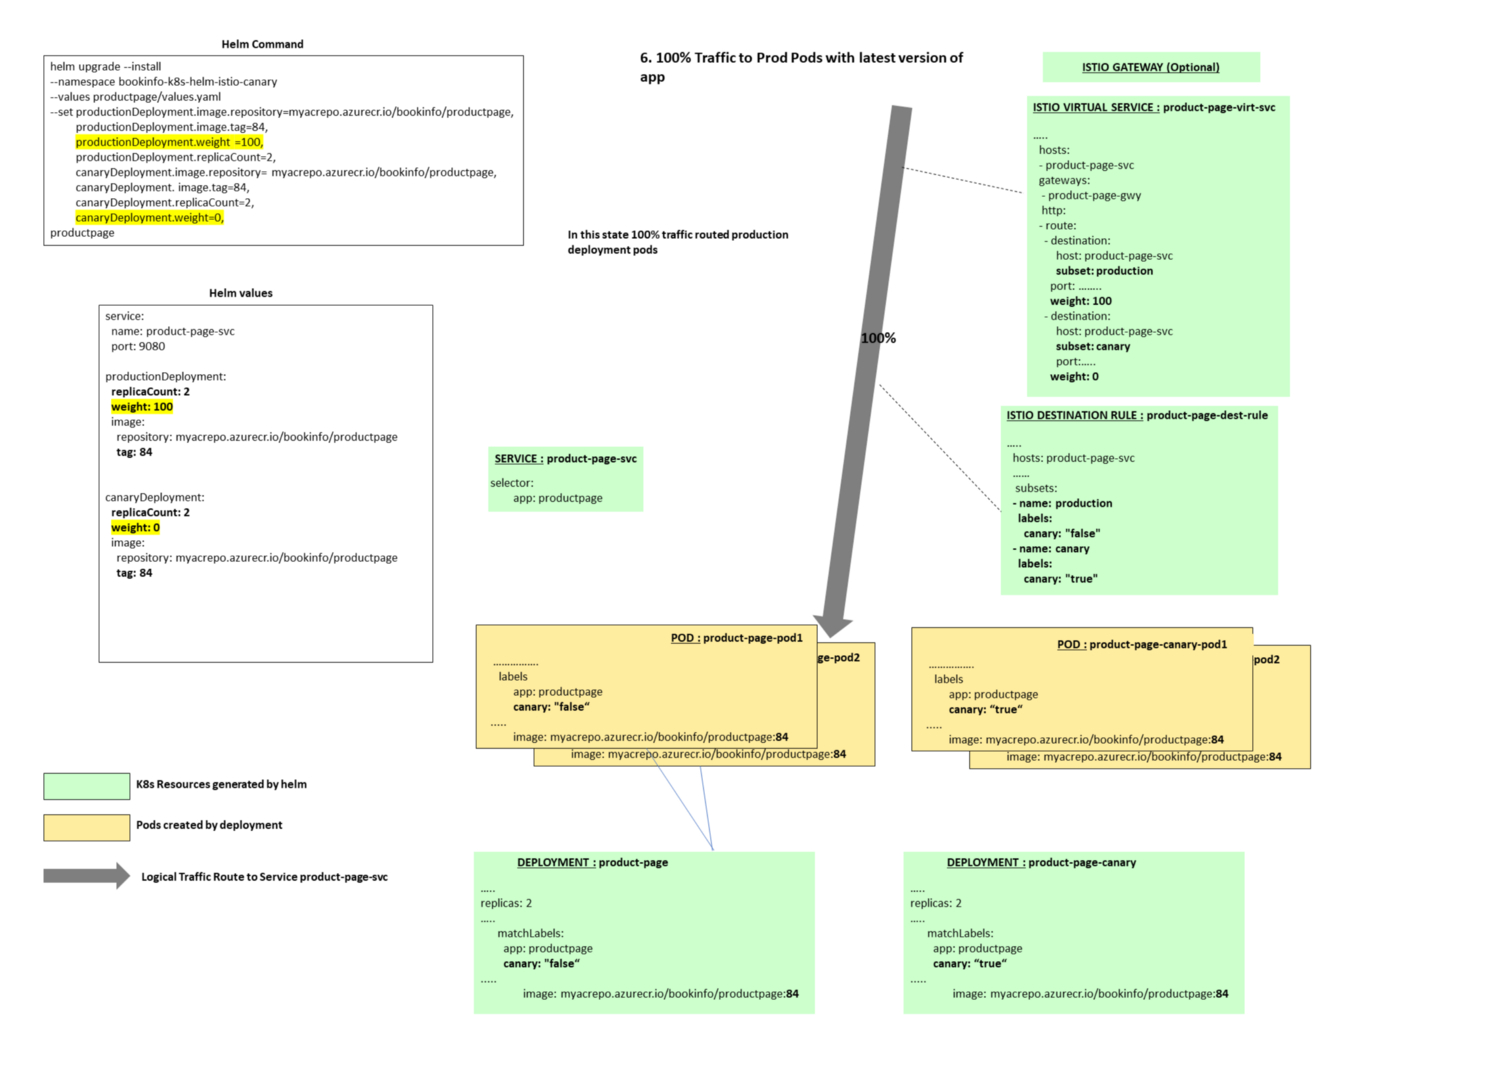 Helm Command
helm upgrade --install
--namespace bookinfo-k8s-helm-istio-canary
--values productpage/values.yaml
--set productionDeployment.image.repository=myacrepo.azurecr.io/bookinfo/productpage,
productionDeployment.image.tag=84,
productionDeployment.weight =100,
productionDeployment.replicaCount=2,
canaryDeployment.image.repository= myacrepo.azurecr.io/bookinfo/productpage,
canaryDeployment. image.tag=84,
canaryDeployment.replicaCount=2,
canaryDeployment.weight=0,
productpage
Helm values
service:
name: product-page-svc
port: 9080
productionDeployment:
replicaCount: 2
weight: 100
image:
repository: myacrepo.azurecr.io/bookinfo/productpage
tag: 84
canaryDeployment:
replicaCount: 2
weight: 0
image:
repository: myacrepo.azurecr.io/bookinfo/productpage
tag: 84
K8s Resources generated by helm
Pods created by deployment
Logical Traffic Route to Service product-page-svc
6. 100% Traffic to Prod Pods with latest version of
app
In this state 100% traffic routed production
deployment pods
100%
SERVICE : product-page-svc
selector:
app: productpage
ISTIO GATEWAY (Optional)
ISTIO VIRTUAL SERVICE : product-page-virt-svc
.....
hosts:
- product-page-svc
gateways:
- product-page-gwy
http:
- route:
- destination:
host: product-page-svc
subset: production
port: ........
weight: 100
- destination:
host: product-page-svc
subset: canary
port:.....
weight: 0
ISTIO DESTINATION RULE : product-page-dest-rule
.....
hosts: product-page-svc
......
subsets:
- name: production
labels:
canary: "false"
- name: canary
labels:
canary: "true"
POD : product-page-pod1
................
labels
app: productpage
canary: "false“
.....
image: myacrepo.azurecr.io/bookinfo/productpage:84
ge-pod2
image: myacrepo.azurecr.io/bookinfo/productpage:84
POD : product-page-canary-pod1
................
labels
app: productpage
canary: “true“
.....
image: myacrepo.azurecr.io/bookinfo/productpage:84
pod2
image: myacrepo.azurecr.io/bookinfo/productpage:84
DEPLOYMENT : product-page
.....
replicas: 2
.....
matchLabels:
app: productpage
canary: "false“
.....
image: myacrepo.azurecr.io/bookinfo/productpage:84
DEPLOYMENT : product-page-canary
.....
replicas: 2
.....
matchLabels:
app: productpage
canary: “true“
.....
image: myacrepo.azurecr.io/bookinfo/productpage:84